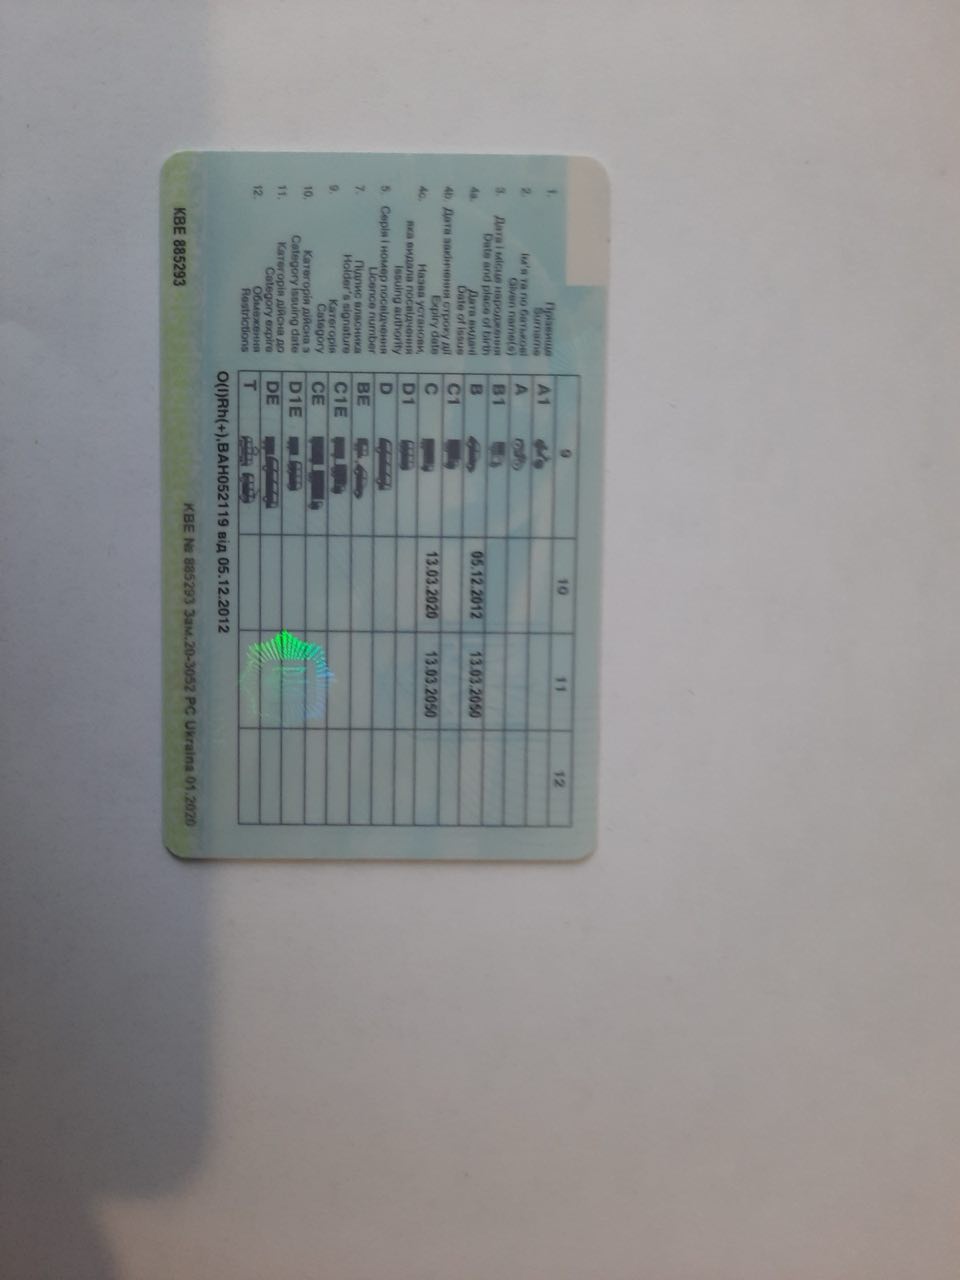 1. Прізвище
Surname
2. Ім'я та по батькові
Given name(s)
3. Дата і місце народження
Date and place of birth
4a. Дата видачі
Date of issue
4b. Дата закінчення строку дії
Expiry date
4c. Назва установи,
яка видала посвідчення
Issuing authority
5. Серія і номер посвідчення
Licence number
7. Підпис власника
Holder's signature
9. Категорія
Category
10. Категорія дійсна з
Category issuing date
11. Категорія дійсна до
Category expire
12. Обмеження
Restrictions
9 10 11 12
A1
A
B1
B 05.12.2012 13.03.2050
C1
C 13.03.2020 13.03.2050
D1
D
BE
C1E
CE
D1E
DE
T
O(I)Rh(+),BAH052119 від 05.12.2012
КВЕ № 885293 Зам.20-3052 PC Ukraina 01.2020
КВЕ 885293